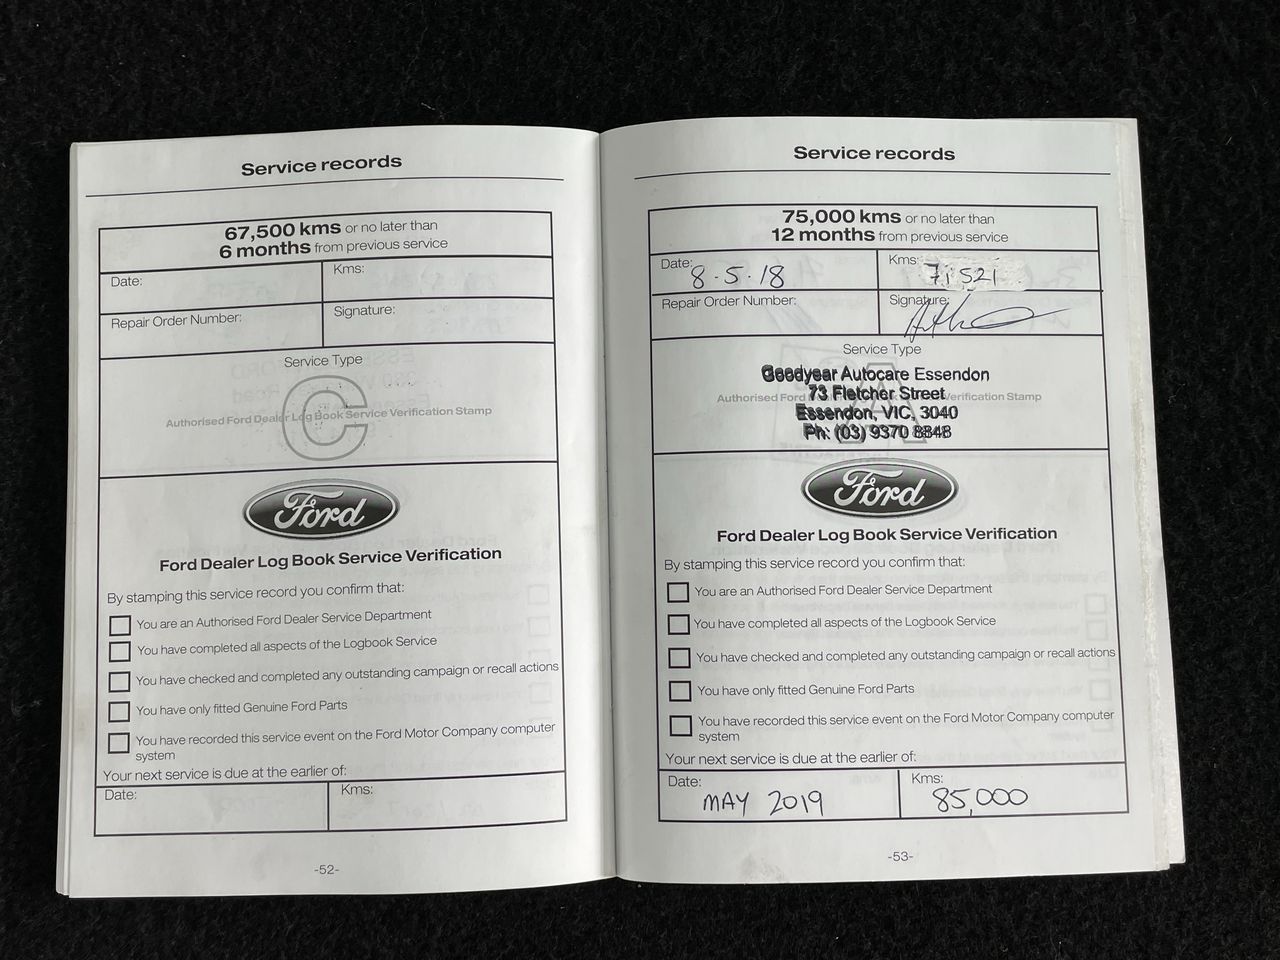 Service records
67,500 kms or no later than
6 months from previous service
Date:
Kms:
Repair Order Number:
Signature:
Service Type
C
Authorised Ford Dealer Log Book Service Verification Stamp
Ford
Ford Dealer Log Book Service Verification
By stamping this service record you confirm that:
You are an Authorised Ford Dealer Service Department
You have completed all aspects of the Logbook Service
You have checked and completed any outstanding campaign or recall actions
You have only fitted Genuine Ford Parts
You have recorded this service event on the Ford Motor Company computer
system
Your next service is due at the earlier of:
Date:
Kms:
-52-
Service records
75,000 kms or no later than
12 months from previous service
Date: 8.5.18
Kms: 71521
Repair Order Number:
Signature:
Service Type
A
Goodyear Autocare Essendon
73 Fletcher Street
Authorised Ford Verification Stamp
Essendon, VIC, 3040
Ph: (03) 9370 8848
Ford
Ford Dealer Log Book Service Verification
By stamping this service record you confirm that:
You are an Authorised Ford Dealer Service Department
You have completed all aspects of the Logbook Service
You have checked and completed any outstanding campaign or recall actions
You have only fitted Genuine Ford Parts
You have recorded this service event on the Ford Motor Company computer
system
Your next service is due at the earlier of:
Date: MAY 2019
Kms: 85,000
-53-